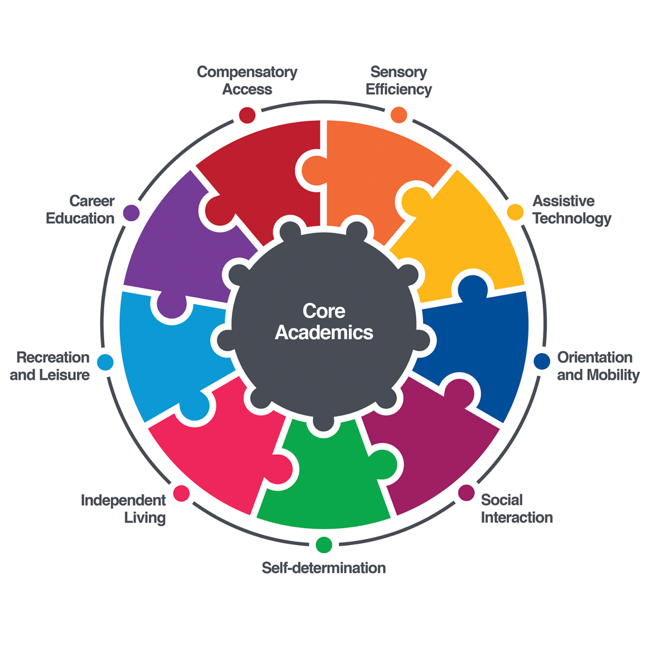 Compensatory
Access
Sensory
Efficiency
Career
Education
Assistive
Technology
Core
Academics
Recreation
and Leisure
Orientation
and Mobility
Independent
Living
Social
Interaction
Self-determination